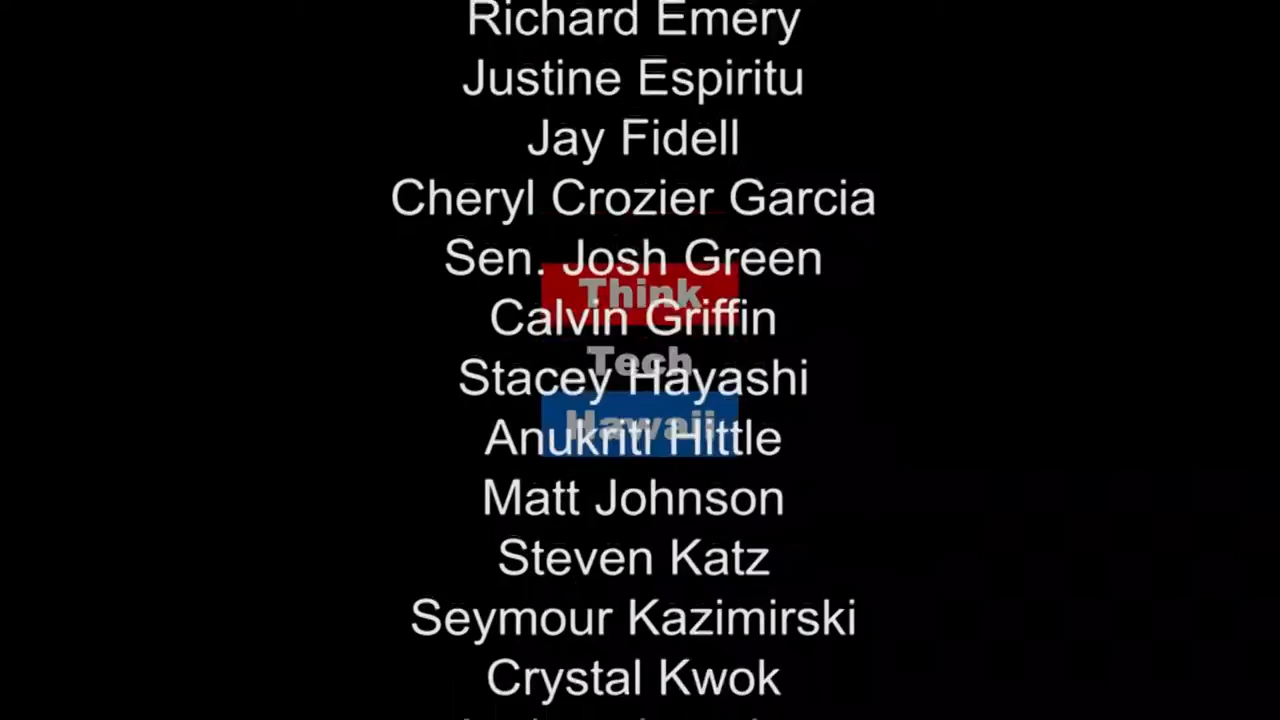 Richard Emery
Justine Espiritu
Jay Fidell
Cheryl Crozier Garcia
Sen. Josh Green
Think
Calvin Griffin
Tech
Stacey Hayashi
Hawaii
Anukriti Hittle
Matt Johnson
Steven Katz
Seymour Kazimirski
Crystal Kwok